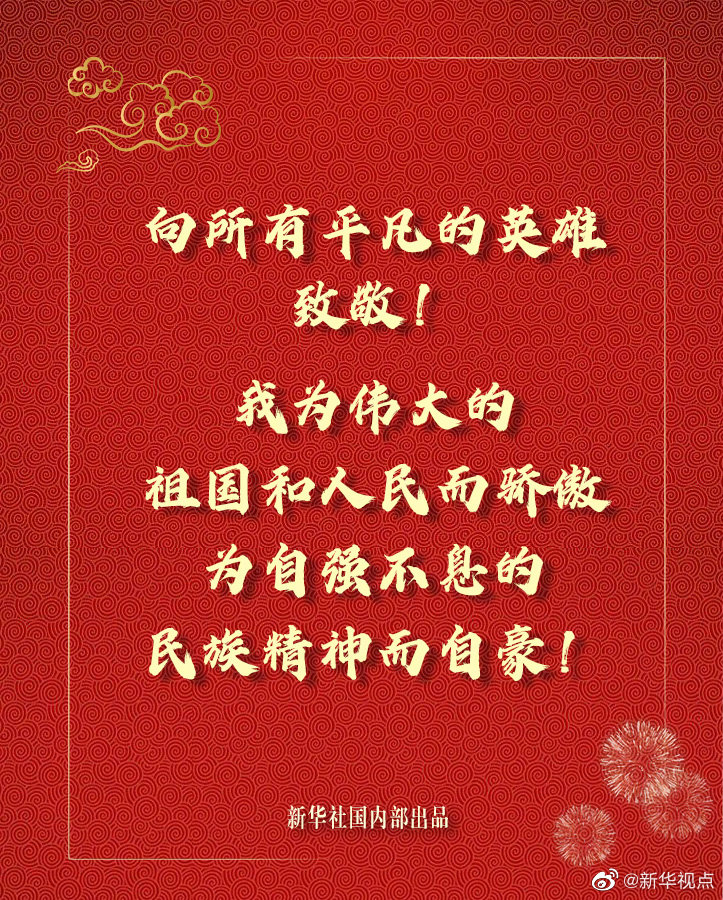 向所有平凡的英雄
致敬！
我为伟大的
祖国和人民而骄傲
为自强不息的
民族精神而自豪！
新华社国内部出品
@新华视点